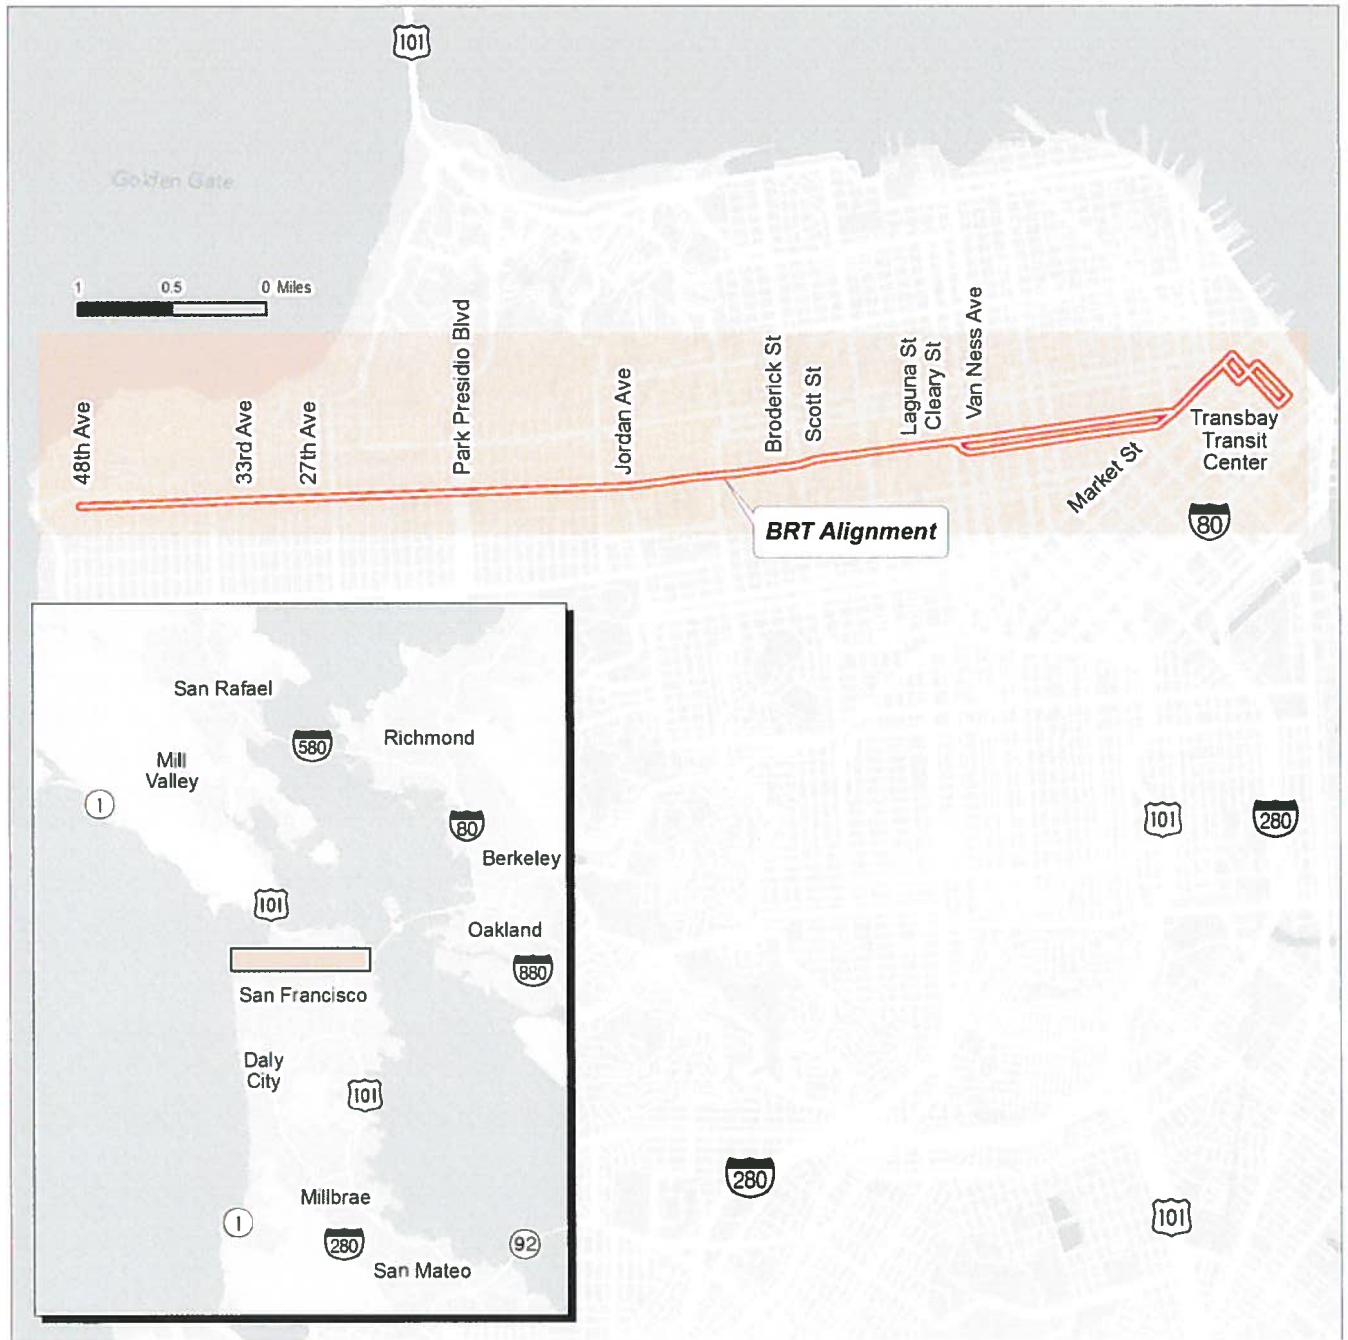 101
Golden Gate
1 0.5 0 Miles
48th Ave
33rd Ave
27th Ave
Park Presidio Blvd
Jordan Ave
Broderick St
Scott St
Laguna St
Cleary St
Van Ness Ave
Market St
Transbay
Transit
Center
80
BRT Alignment
San Rafael
580
Richmond
Mill
Valley
1
80
Berkeley
101
Oakland
880
San Francisco
Daly
City
101
Millbrae
1
280
92
San Mateo
101
280
280
101